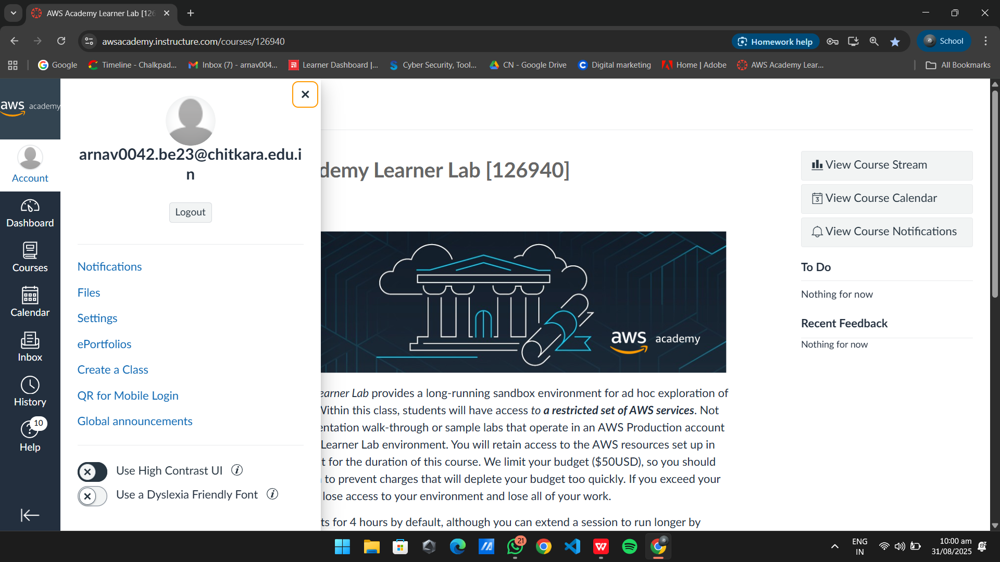 AWS Academy Learner Lab [126
awsacademy.instructure.com/courses/126940
Homework help
School
Google
Timeline - Chalkpad...
Inbox (7) - arnav004...
Learner Dashboard |...
Cyber Security, Tool...
CN - Google Drive
Digital marketing
Home | Adobe
AWS Academy Lear...
All Bookmarks
aws academy
Account
Dashboard
Courses
Calendar
Inbox
History
10
Help
arnav0042.be23@chitkara.edu.i
n
Logout
Notifications
Files
Settings
ePortfolios
Create a Class
QR for Mobile Login
Global announcements
Use High Contrast UI
Use a Dyslexia Friendly Font
demy Learner Lab [126940]
aws academy
earner Lab provides a long-running sandbox environment for ad hoc exploration of
Within this class, students will have access to a restricted set of AWS services. Not
entation walk-through or sample labs that operate in an AWS Production account
Learner Lab environment. You will retain access to the AWS resources set up in
t for the duration of this course. We limit your budget ($50USD), so you should
to prevent charges that will deplete your budget too quickly. If you exceed your
lose access to your environment and lose all of your work.
ts for 4 hours by default, although you can extend a session to run longer by
View Course Stream
3
View Course Calendar
View Course Notifications
To Do
Nothing for now
Recent Feedback
Nothing for now
21
ENG
IN
10:00 am
31/08/2025